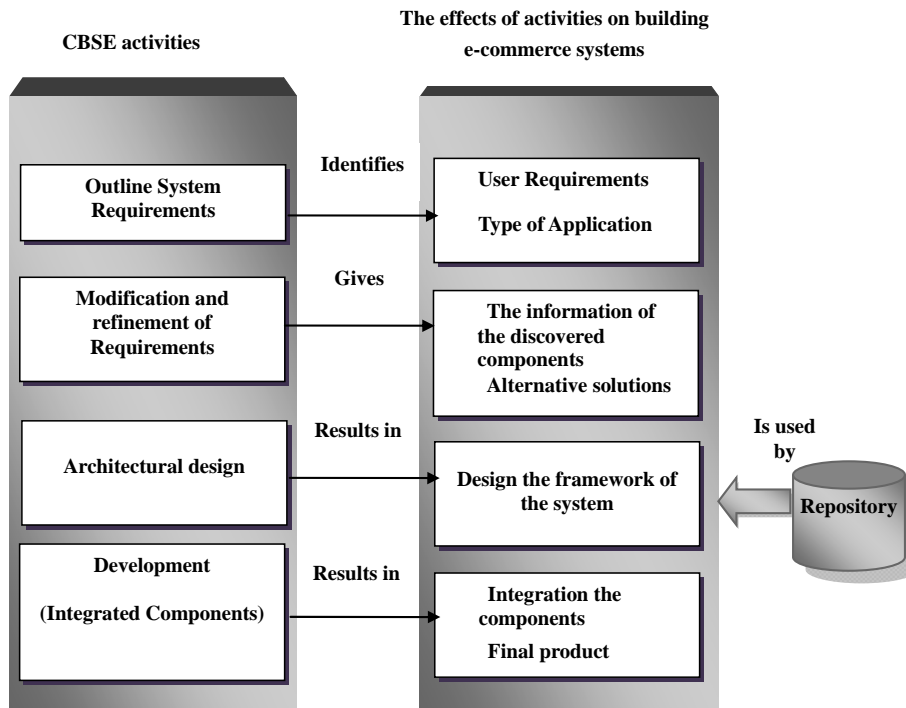 CBSE activities
The effects of activities on building
e-commerce systems
Outline System
Requirements
Identifies
User Requirements
Type of Application
Modification and
refinement of
Requirements
Gives
The information of
the discovered
components
Alternative solutions
Architectural design
Results in
Design the framework of
the system
Is used
by
Repository
Development
(Integrated Components)
Results in
Integration the
components
Final product